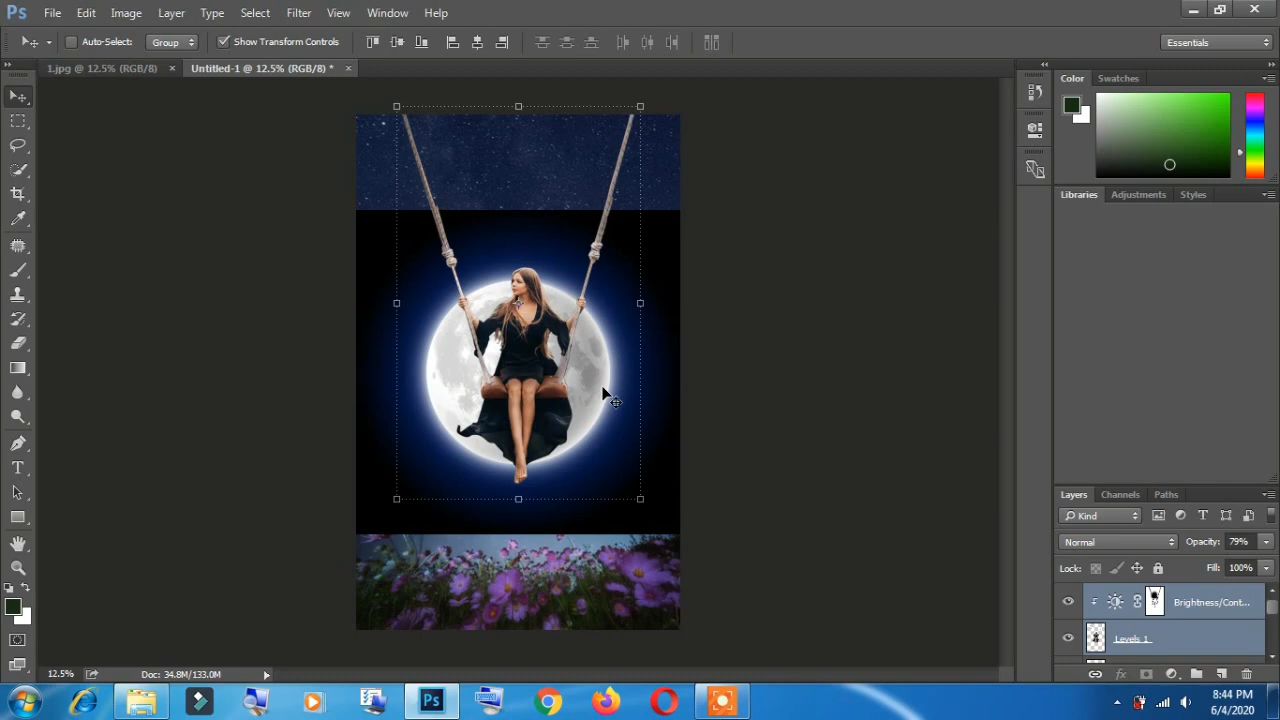 Ps File Edit Image Layer Type Select Filter View Window Help
Auto-Select: Group Show Transform Controls Essentials
1.jpg @ 12.5% (RGB/8) × Untitled-1 @ 12.5% (RGB/8) * ×
Color Swatches
Libraries Adjustments Styles
Layers Channels Paths
Kind
Normal Opacity: 79%
Lock: Fill: 100%
Brightness/Cont...
Levels 1
12.5% Doc: 34.8M/133.0M
Ps
8:44 PM
6/4/2020